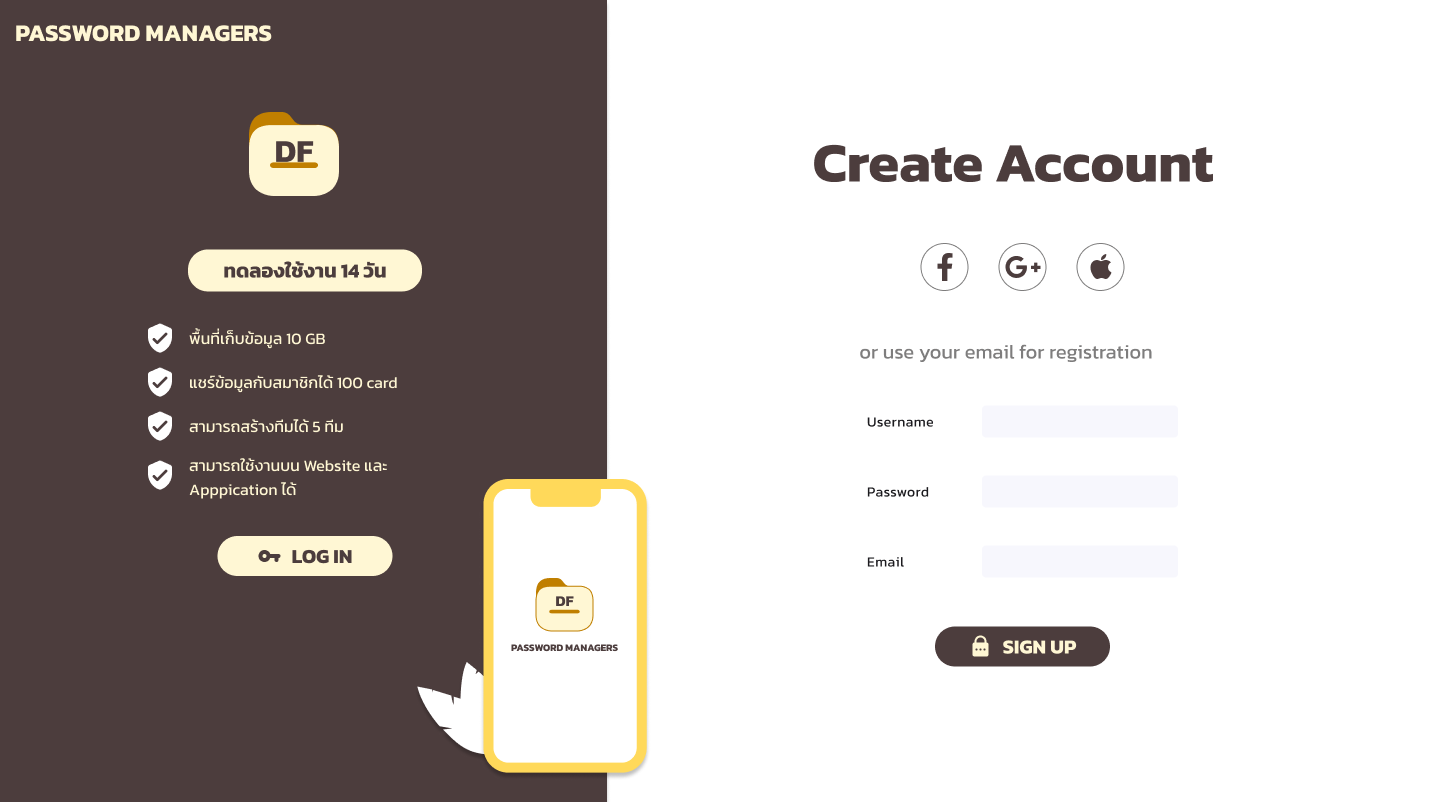 PASSWORD MANAGERS
DF
ทดลองใช้งาน 14 วัน
พื้นที่เก็บข้อมูล 10 GB
แชร์ข้อมูลกับสมาชิกได้ 100 card
สามารถสร้างทีมได้ 5 ทีม
สามารถใช้งานบน Website และ
Apppication ได้
LOG IN
DF
PASSWORD MANAGERS
Create Account
f G+
or use your email for registration
Username
Password
Email
SIGN UP